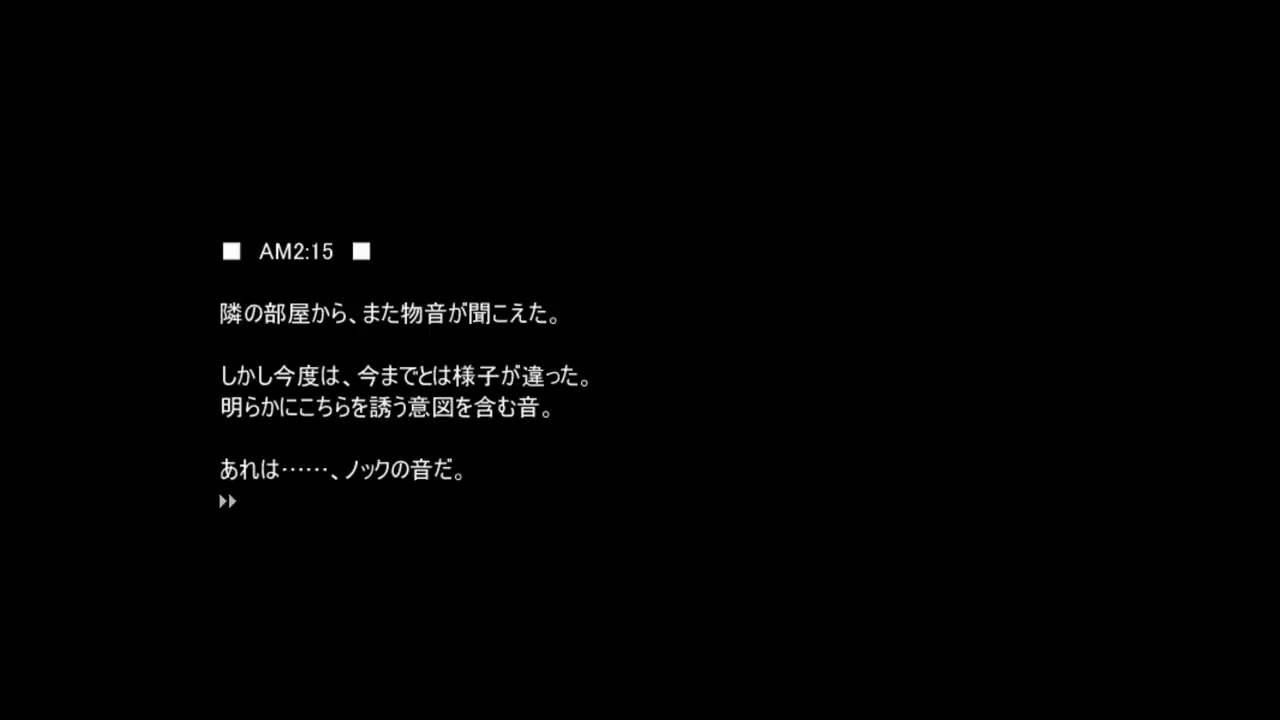 ■ AM2:15 ■
隣の部屋から、また物音が聞こえた。
しかし今度は、今までとは様子が違った。
明らかにこちらを誘う意図を含む音。
あれは……、ノックの音だ。